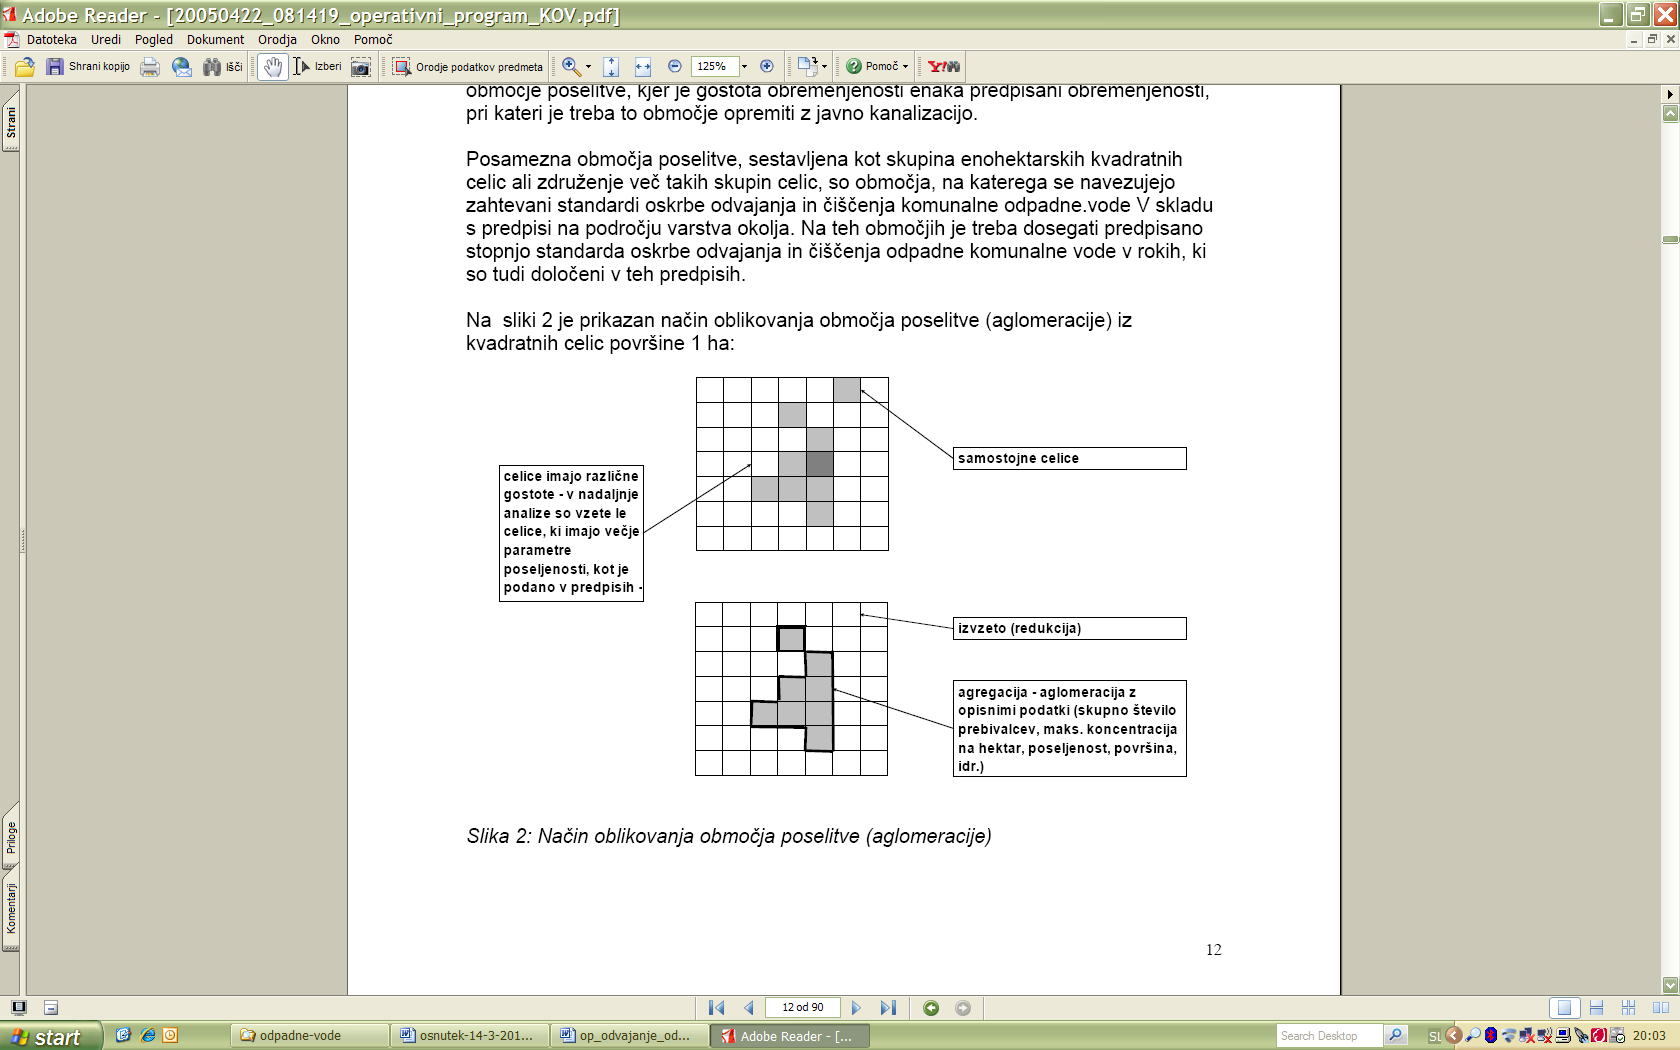 Adobe Reader - [20050422_081419_operativni_program_KOV.pdf]
Datoteka Uredi Pogled Dokument Orodja Okno Pomoč
Shrani kopijo Išči Izberi Orodje podatkov predmeta 125% Pomoč Y!
Strani
Priloge
Komentarji
območje poselitve, kjer je gostota obremenjenosti enaka predpisani obremenjenosti,
pri kateri je treba to območje opremiti z javno kanalizacijo.
Posamezna območja poselitve, sestavljena kot skupina enohektarskih kvadratnih
celic ali združenje več takih skupin celic, so območja, na katerega se navezujejo
zahtevani standardi oskrbe odvajanja in čiščenja komunalne odpadne.vode V skladu
s predpisi na področju varstva okolja. Na teh območjih je treba dosegati predpisano
stopnjo standarda oskrbe odvajanja in čiščenja odpadne komunalne vode v rokih, ki
so tudi določeni v teh predpisih.
Na sliki 2 je prikazan način oblikovanja območja poselitve (aglomeracije) iz
kvadratnih celic površine 1 ha:
samostojne celice
celice imajo različne
gostote - v nadaljnje
analize so vzete le
celice, ki imajo večje
parametre
poseljenosti, kot je
podano v predpisih -
izvzeto (redukcija)
agregacija - aglomeracija z
opisnimi podatki (skupno število
prebivalcev, maks. koncentracija
na hektar, poseljenost, površina,
idr.)
Slika 2: Način oblikovanja območja poselitve (aglomeracije)
12
12 od 90
start odpadne-vode osnutek-14-3-201... op_odvajanje_od... Adobe Reader - [... Search Desktop SL 20:03